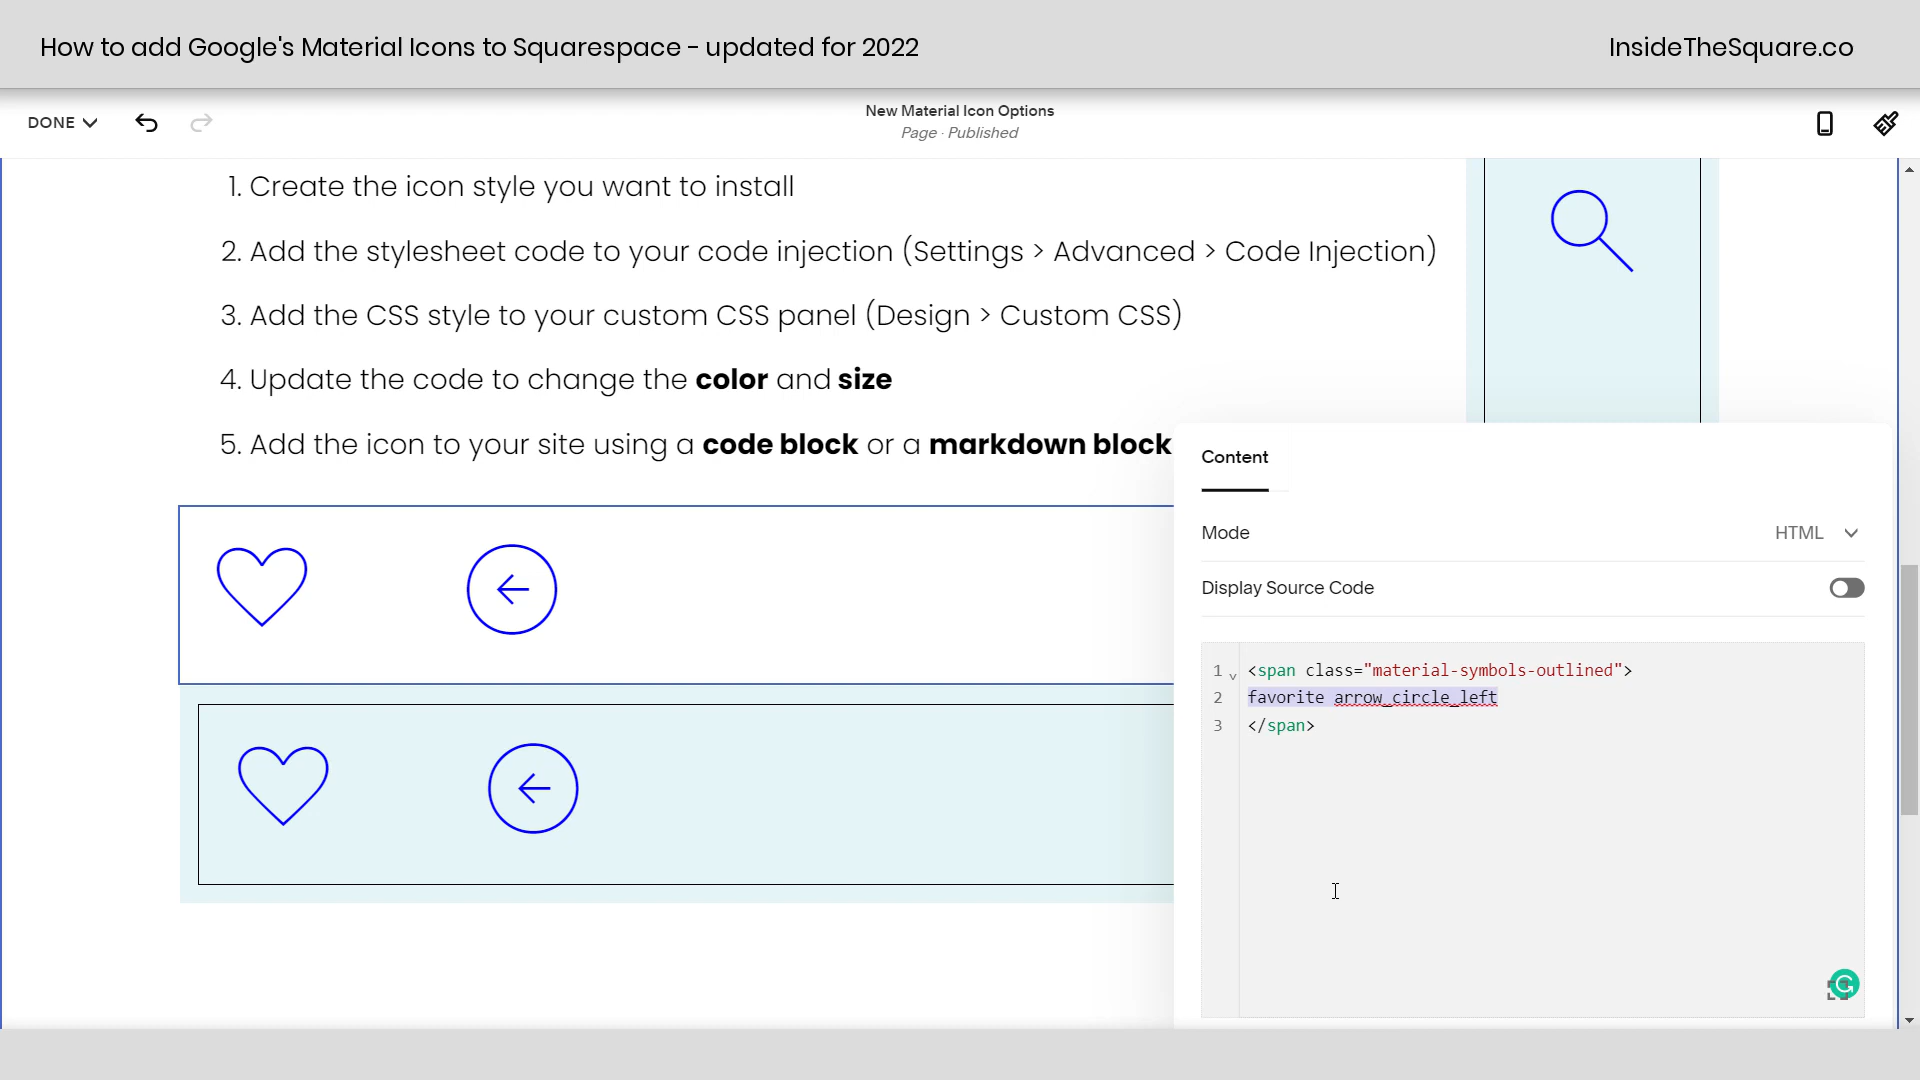 How to add Google's Material Icons to Squarespace - updated for 2022
InsideTheSquare.co
DONE
New Material Icon Options
Page · Published
1. Create the icon style you want to install
2. Add the stylesheet code to your code injection (Settings > Advanced > Code Injection)
3. Add the CSS style to your custom CSS panel (Design > Custom CSS)
4. Update the code to change the color and size
5. Add the icon to your site using a code block or a markdown block
Content
Mode
HTML
Display Source Code
1 <span class="material-symbols-outlined">
2 favorite arrow_circle_left
3 </span>